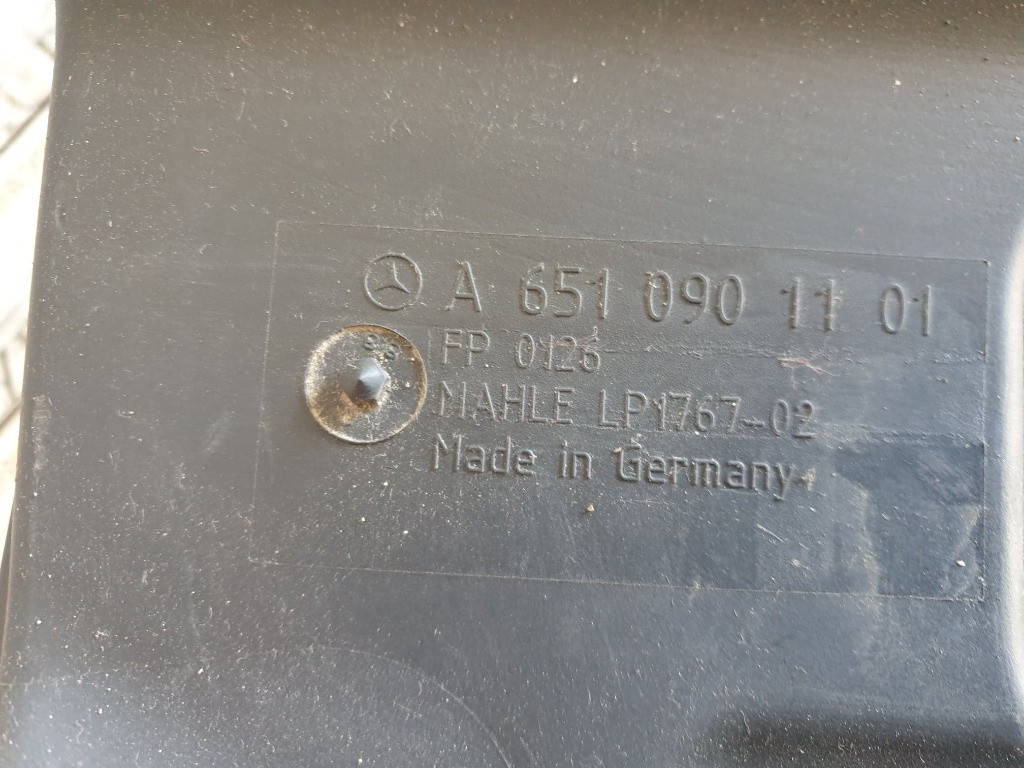 A 651 090 11 01
FP 0126
MAHLE LP1767-02
Made in Germany